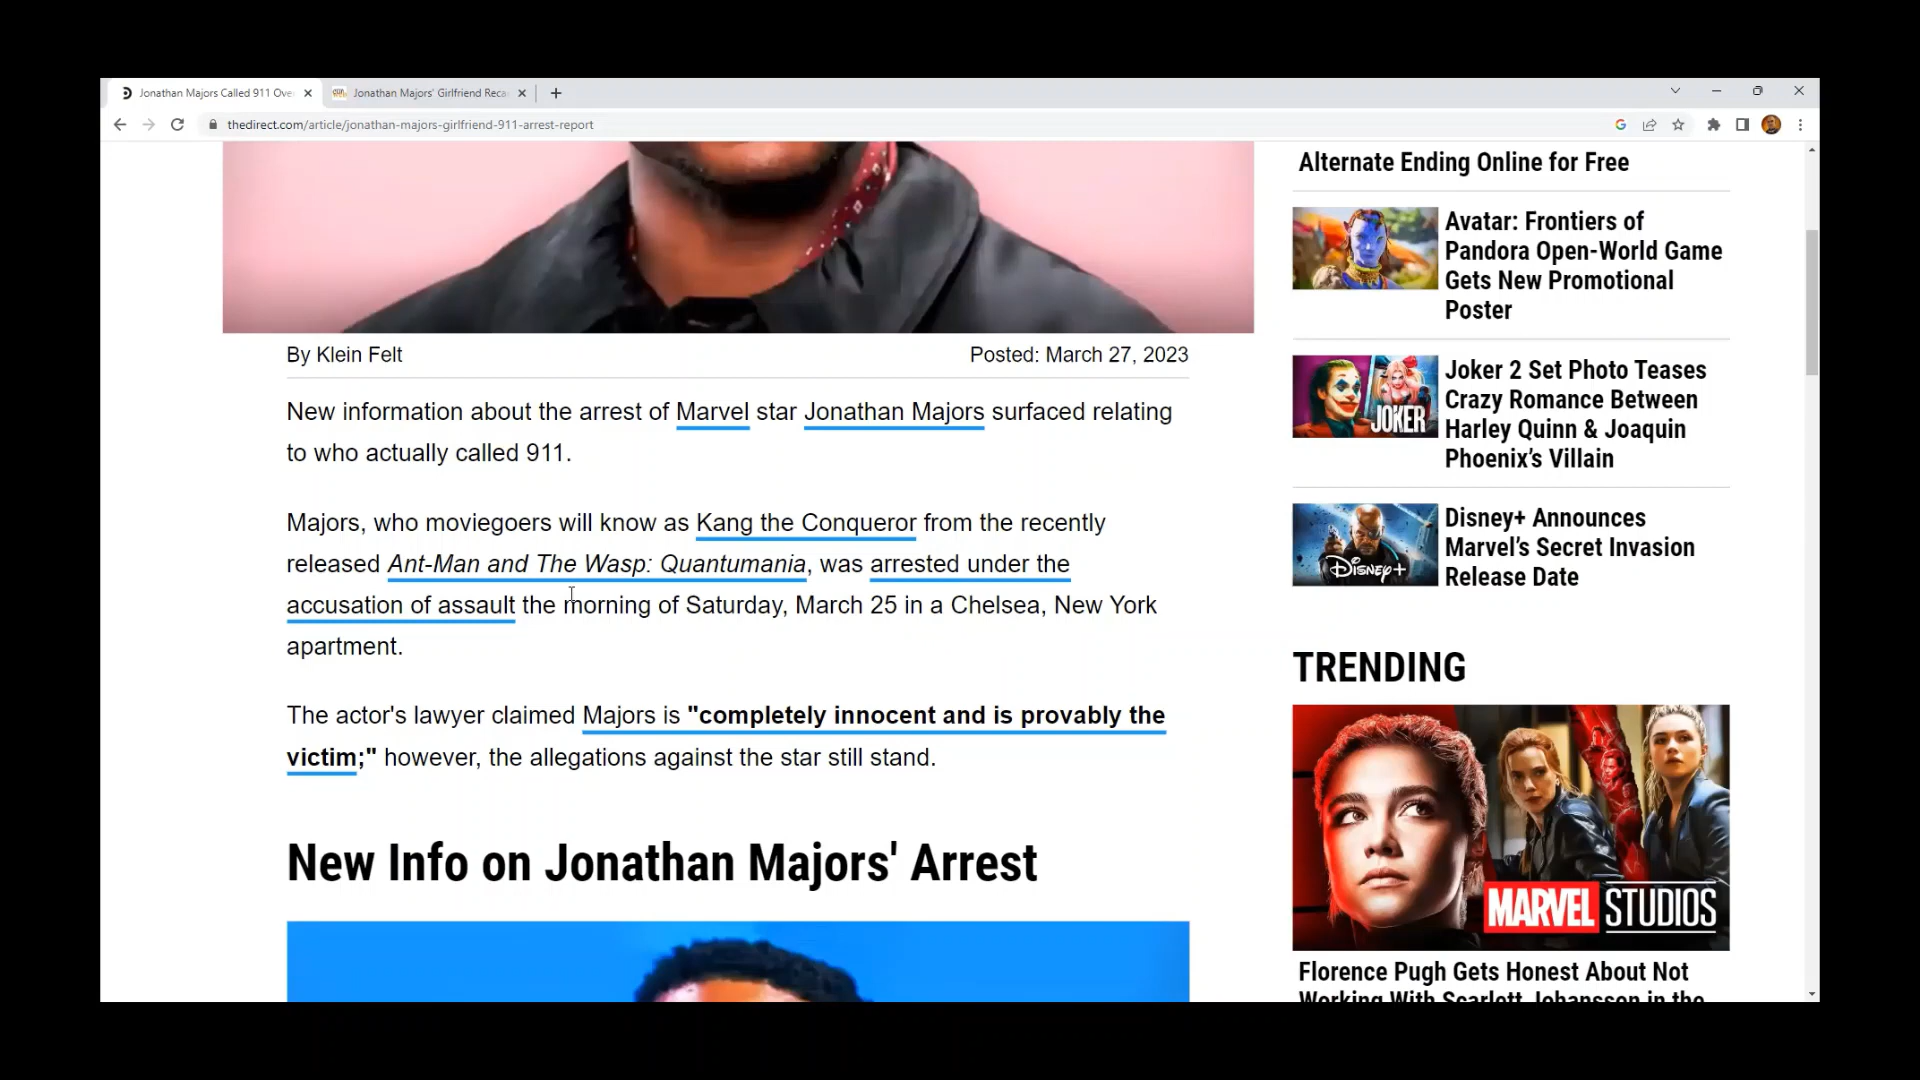 Jonathan Majors Called 911 Ove
Jonathan Majors' Girlfriend Reca
thedirect.com/article/jonathan-majors-girlfriend-911-arrest-report
By Klein Felt
Posted: March 27, 2023
New information about the arrest of Marvel star Jonathan Majors surfaced relating
to who actually called 911.
Majors, who moviegoers will know as Kang the Conqueror from the recently
released Ant-Man and The Wasp: Quantumania, was arrested under the
accusation of assault the morning of Saturday, March 25 in a Chelsea, New York
apartment.
The actor's lawyer claimed Majors is "completely innocent and is provably the
victim;" however, the allegations against the star still stand.
New Info on Jonathan Majors' Arrest
Alternate Ending Online for Free
Avatar: Frontiers of
Pandora Open-World Game
Gets New Promotional
Poster
JOKER
Joker 2 Set Photo Teases
Crazy Romance Between
Harley Quinn & Joaquin
Phoenix's Villain
Disney+
Disney+ Announces
Marvel's Secret Invasion
Release Date
TRENDING
MARVEL STUDIOS
Florence Pugh Gets Honest About Not
Working With Scarlett Johansson in the